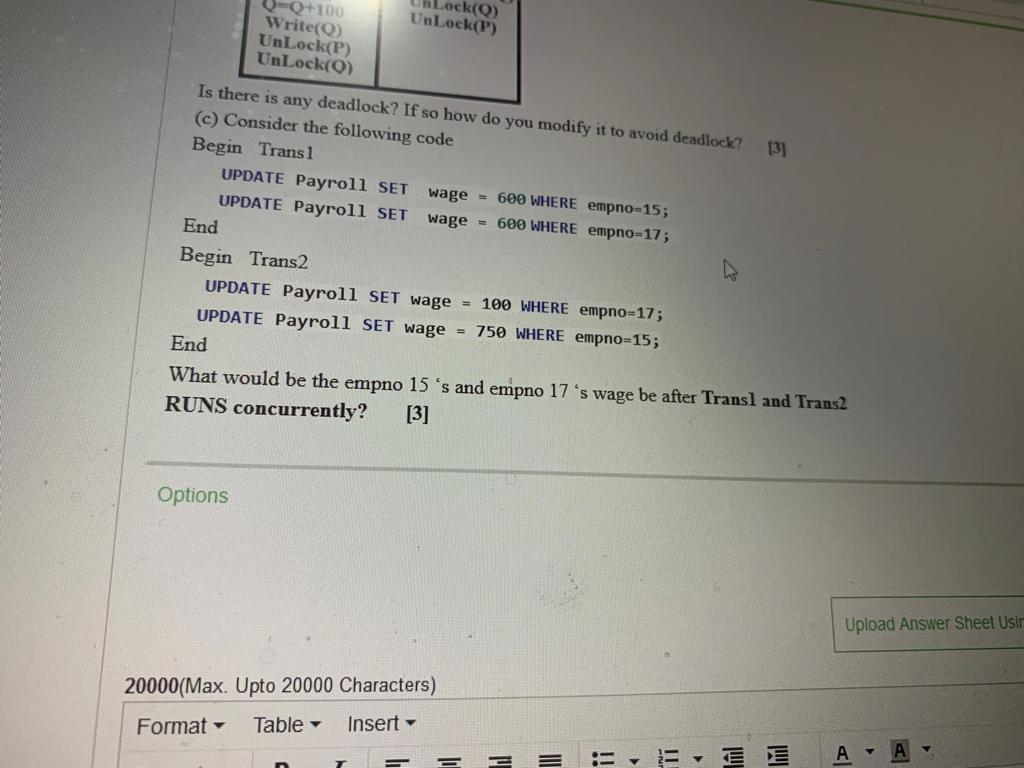 Q=Q+100
Write(Q)
UnLock(P)
UnLock(Q)
UnLock(Q)
UnLock(P)
Is there is any deadlock? If so how do you modify it to avoid deadlock? [3]
(c) Consider the following code
Begin Trans1
UPDATE Payroll SET wage = 600 WHERE empno=15;
UPDATE Payroll SET wage = 600 WHERE empno=17;
End
Begin Trans2
UPDATE Payroll SET wage = 100 WHERE empno=17;
UPDATE Payroll SET wage = 750 WHERE empno=15;
End
What would be the empno 15 's and empno 17 's wage be after Trans1 and Trans2
RUNS concurrently? [3]
Options
Upload Answer Sheet
20000(Max. Upto 20000 Characters)
Format Table Insert
A A